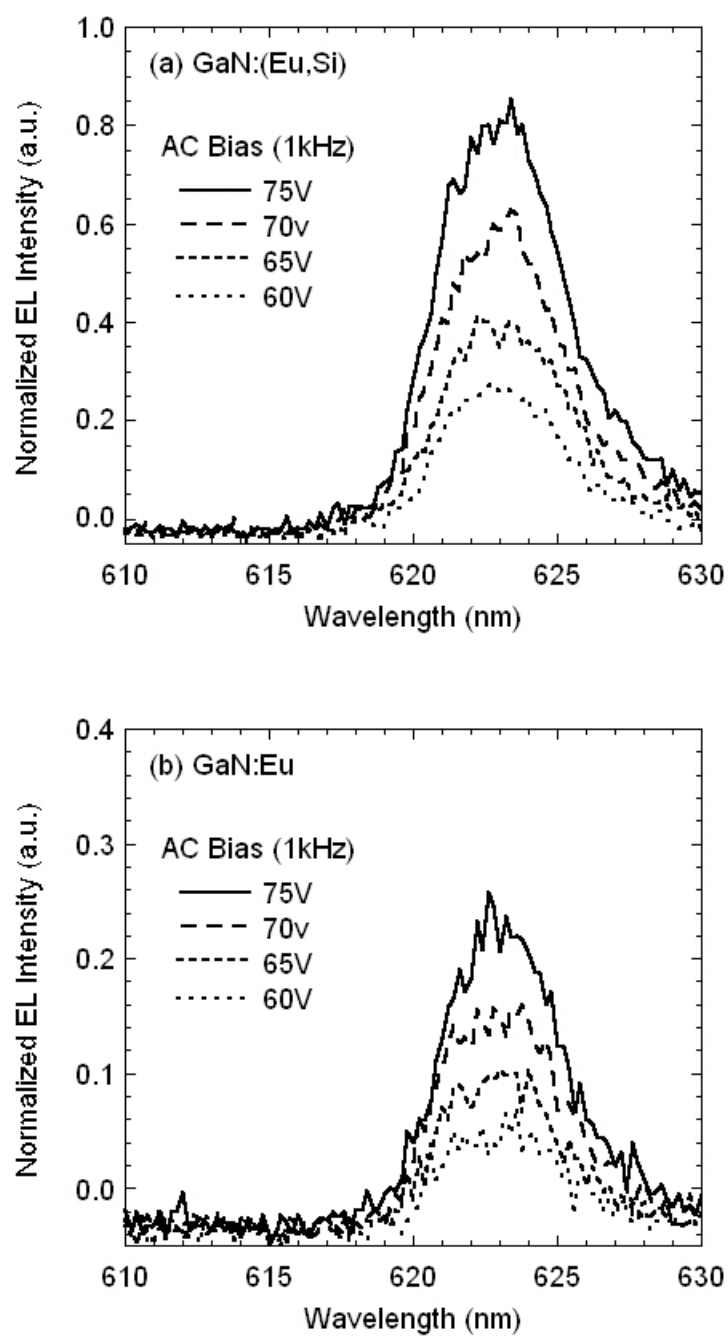 1.0
(a) GaN:(Eu,Si)
0.8
AC Bias (1kHz)
75V
70v
65V
60V
0.6
0.4
0.2
0.0
Normalized EL Intensity (a.u.)
610 615 620 625 630
Wavelength (nm)
0.4
(b) GaN:Eu
0.3
AC Bias (1kHz)
75V
70v
65V
60V
0.2
0.1
0.0
Normalized EL Intensity (a.u.)
610 615 620 625 630
Wavelength (nm)